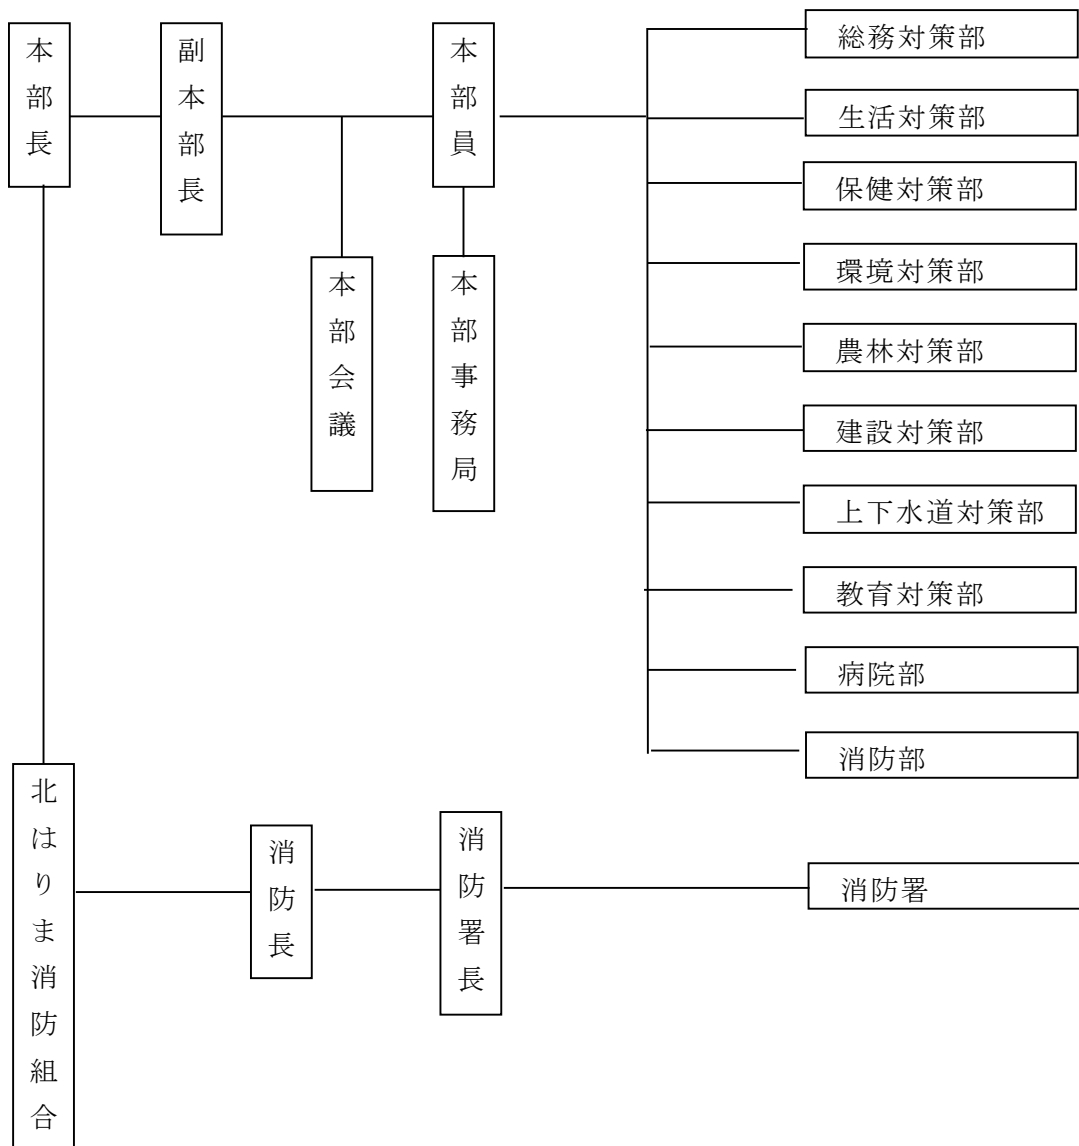 本部長
副本部長
本部員
本部会議
本部事務局
総務対策部
生活対策部
保健対策部
環境対策部
農林対策部
建設対策部
上下水道対策部
教育対策部
病院部
消防部
北はりま消防組合
消防長
消防署長
消防署